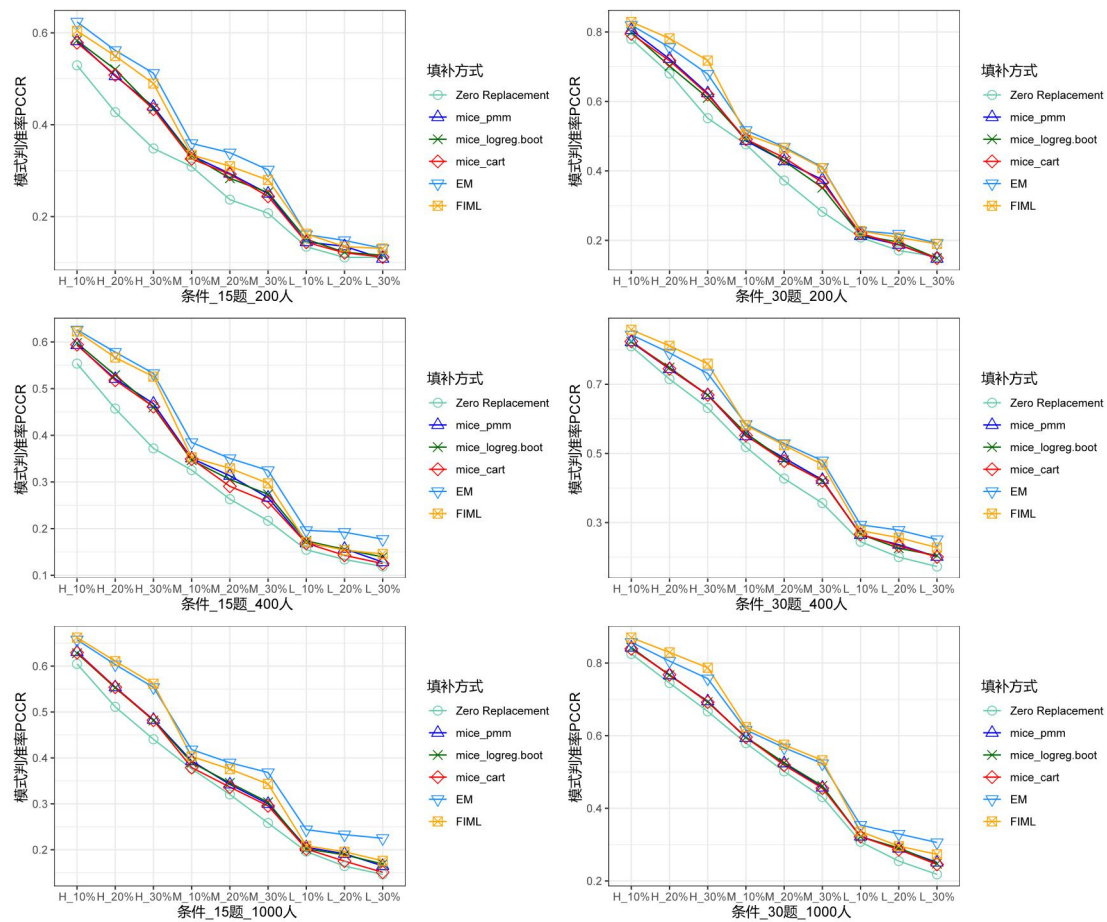 模式判准率PCCR
0.6
0.4
0.2
H_10% H_20% H_30% M_10% M_20% M_30% L_10% L_20% L_30%
条件_15题_200人
填补方式
Zero Replacement
mice_pmm
mice_logreg.boot
mice_cart
EM
FIML
模式判准率PCCR
0.8
0.6
0.4
0.2
H_10% H_20% H_30% M_10% M_20% M_30% L_10% L_20% L_30%
条件_30题_200人
填补方式
Zero Replacement
mice_pmm
mice_logreg.boot
mice_cart
EM
FIML
模式判准率PCCR
0.6
0.5
0.4
0.3
0.2
0.1
H_10% H_20% H_30% M_10% M_20% M_30% L_10% L_20% L_30%
条件_15题_400人
填补方式
Zero Replacement
mice_pmm
mice_logreg.boot
mice_cart
EM
FIML
模式判准率PCCR
0.7
0.5
0.3
H_10% H_20% H_30% M_10% M_20% M_30% L_10% L_20% L_30%
条件_30题_400人
填补方式
Zero Replacement
mice_pmm
mice_logreg.boot
mice_cart
EM
FIML
模式判准率PCCR
0.6
0.5
0.4
0.3
0.2
H_10% H_20% H_30% M_10% M_20% M_30% L_10% L_20% L_30%
条件_15题_1000人
填补方式
Zero Replacement
mice_pmm
mice_logreg.boot
mice_cart
EM
FIML
模式判准率PCCR
0.8
0.6
0.4
0.2
H_10% H_20% H_30% M_10% M_20% M_30% L_10% L_20% L_30%
条件_30题_1000人
填补方式
Zero Replacement
mice_pmm
mice_logreg.boot
mice_cart
EM
FIML